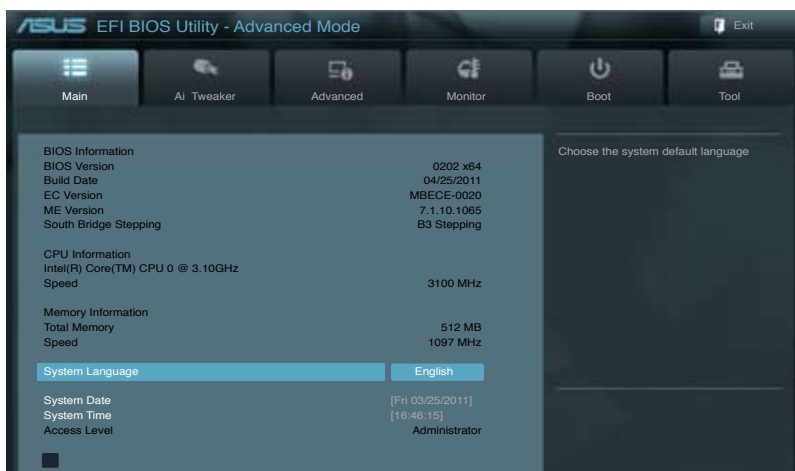 ASUS EFI BIOS Utility - Advanced Mode Exit
Main Ai Tweaker Advanced Monitor Boot Tool
Choose the system default language
BIOS Information
BIOS Version 0202 x64
Build Date 04/25/2011
EC Version MBECE-0020
ME Version 7.1.10.1065
South Bridge Stepping B3 Stepping
CPU Information
Intel(R) Core(TM) CPU 0 @ 3.10GHz
Speed 3100 MHz
Memory Information
Total Memory 512 MB
Speed 1097 MHz
System Language English
System Date [Fri 03/25/2011]
System Time [16:46:15]
Access Level Administrator